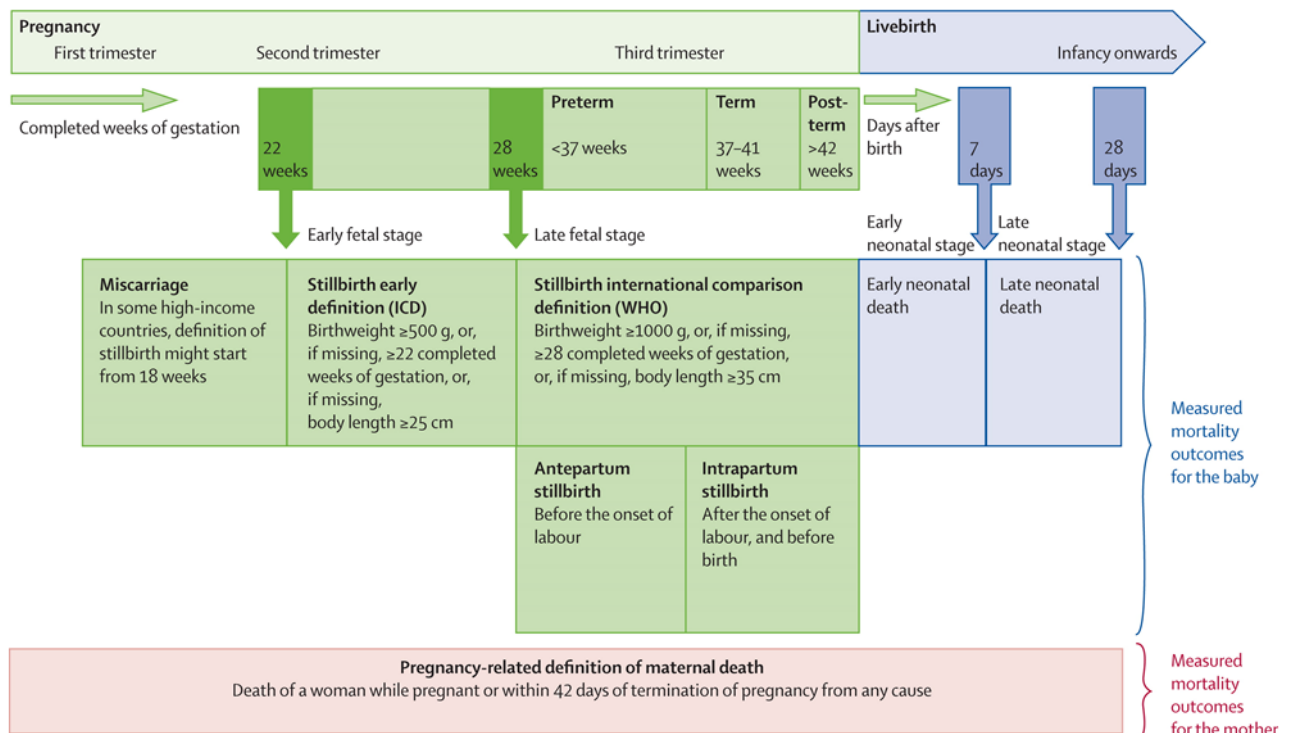 Pregnancy
First trimester
Second trimester
Third trimester
Livebirth
Infancy onwards
Completed weeks of gestation
22
weeks
28
weeks
Preterm
<37 weeks
Term
37–41
weeks
Post-
term
>42
weeks
Days after
birth
7
days
28
days
Early fetal stage
Late fetal stage
Early
neonatal stage
Late
neonatal stage
Miscarriage
In some high-income
countries, definition of
stillbirth might start
from 18 weeks
Stillbirth early
definition (ICD)
Birthweight ≥500 g, or,
if missing, ≥22 completed
weeks of gestation, or,
if missing,
body length ≥25 cm
Stillbirth international comparison
definition (WHO)
Birthweight ≥1000 g, or, if missing,
≥28 completed weeks of gestation,
or, if missing, body length ≥35 cm
Early neonatal
death
Late neonatal
death
Measured
mortality
outcomes
for the baby
Antepartum
stillbirth
Before the onset of
labour
Intrapartum
stillbirth
After the onset of
labour, and before
birth
Pregnancy-related definition of maternal death
Death of a woman while pregnant or within 42 days of termination of pregnancy from any cause
Measured
mortality
outcomes
for the mother